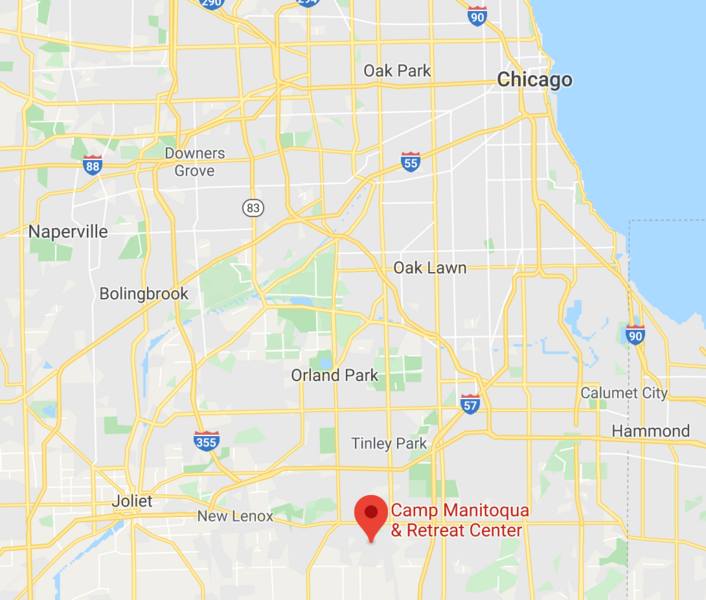 290
294
90
Oak Park
Chicago
55
88
Downers
Grove
83
Naperville
Oak Lawn
Bolingbrook
90
Orland Park
Calumet City
57
Hammond
355
Tinley Park
Joliet
New Lenox
Camp Manitoqua
& Retreat Center